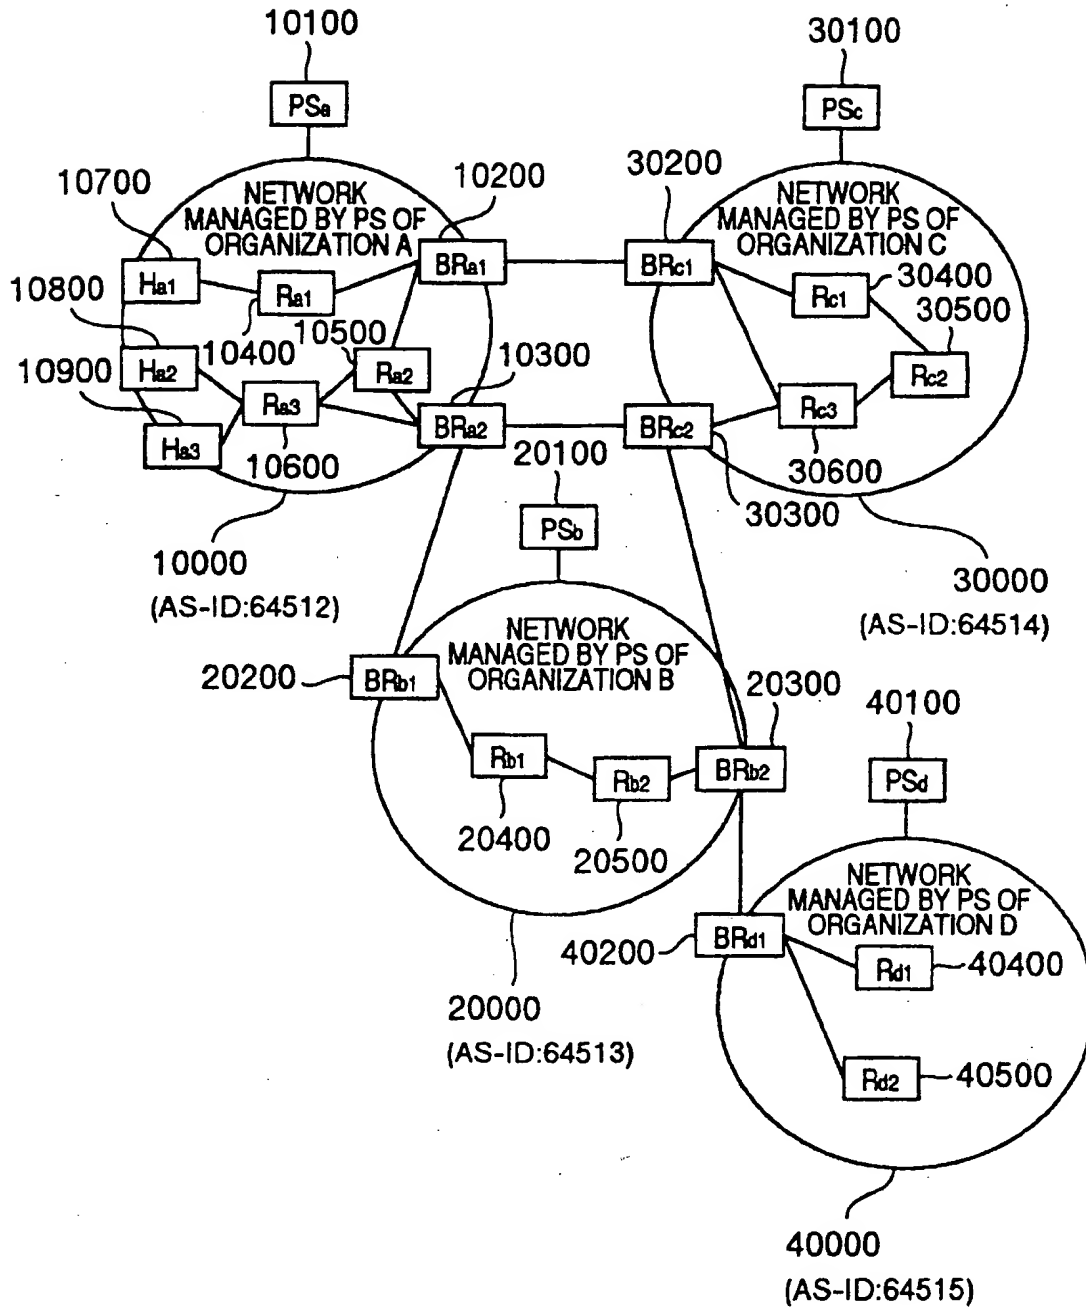 10100
30100
PSa
PSc
10700
10200
30200
NETWORK
MANAGED BY PS OF
ORGANIZATION A
NETWORK
MANAGED BY PS OF
ORGANIZATION C
10800
Ha1
Ra1
BRa1
BRc1
Rc1
30400
10500
30500
10400
10900
Ha2
Ra2
10300
Rc2
Ra3
BRa2
BRc2
Rc3
Ha3
10600
20100
30600
30300
PSb
10000
(AS-ID:64512)
30000
(AS-ID:64514)
NETWORK
MANAGED BY PS OF
ORGANIZATION B
20200
BRb1
20300
40100
Rb1
Rb2
BRb2
PSd
20400
20500
NETWORK
MANAGED BY PS OF
ORGANIZATION D
40200
BRd1
Rd1
40400
20000
(AS-ID:64513)
Rd2
40500
40000
(AS-ID:64515)